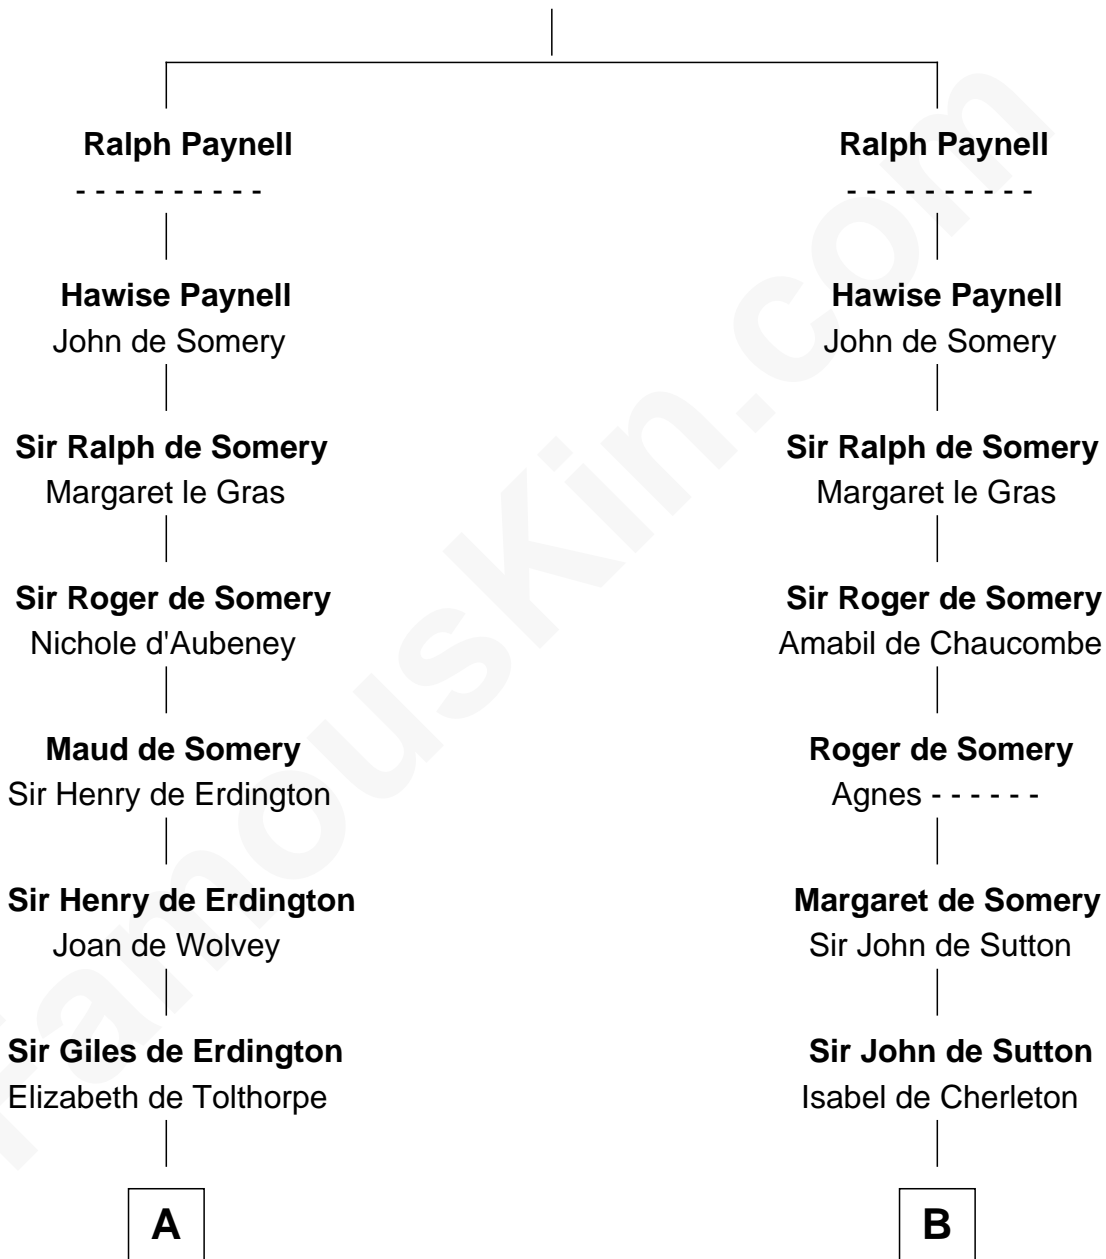 Ralph Paynell
- - - - - - - - - -
Hawise Paynell
John de Somery
Sir Ralph de Somery
Margaret le Gras
Sir Roger de Somery
Nichole d'Aubeney
Maud de Somery
Sir Henry de Erdington
Sir Henry de Erdington
Joan de Wolvey
Sir Giles de Erdington
Elizabeth de Tolthorpe
A
Ralph Paynell
- - - - - - - - - -
Hawise Paynell
John de Somery
Sir Ralph de Somery
Margaret le Gras
Sir Roger de Somery
Amabil de Chaucombe
Roger de Somery
Agnes - - - - - -
Margaret de Somery
Sir John de Sutton
Sir John de Sutton
Isabel de Cherleton
B
FamousKin.com